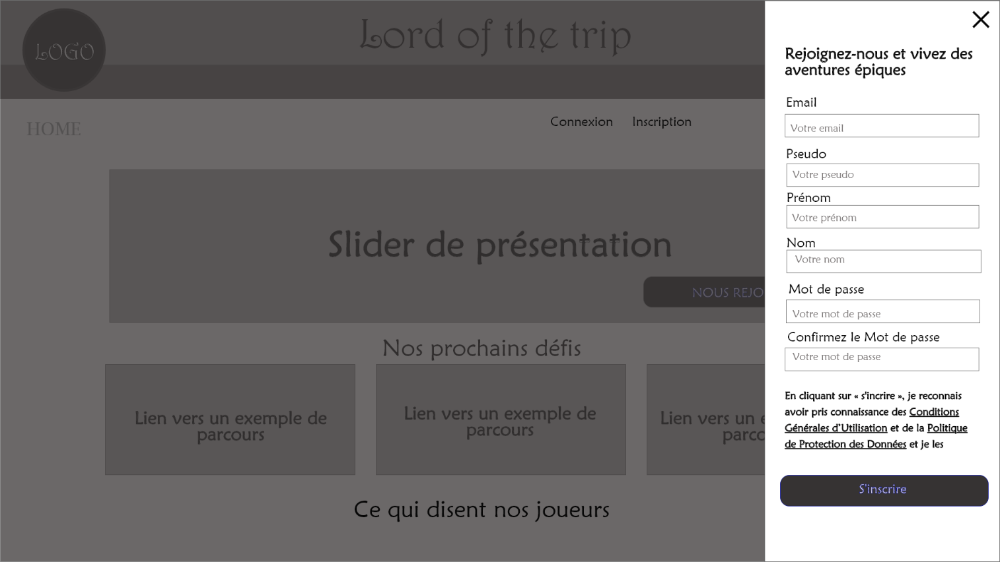 LOGO
Lord of the trip
HOME
Connexion
Inscription
Slider de présentation
NOUS REJO
Nos prochains défis
Lien vers un exemple de
parcours
Lien vers un exemple de
parcours
Lien vers un e
parco
Ce qui disent nos joueurs
Rejoignez-nous et vivez des
aventures épiques
Email
Votre email
Pseudo
Votre pseudo
Prénom
Votre prénom
Nom
Votre nom
Mot de passe
Votre mot de passe
Confirmez le Mot de passe
Votre mot de passe
En cliquant sur « s'incrire », je reconnais
avoir pris connaissance des Conditions
Générales d'Utilisation et de la Politique
de Protection des Données et je les
S'inscrire